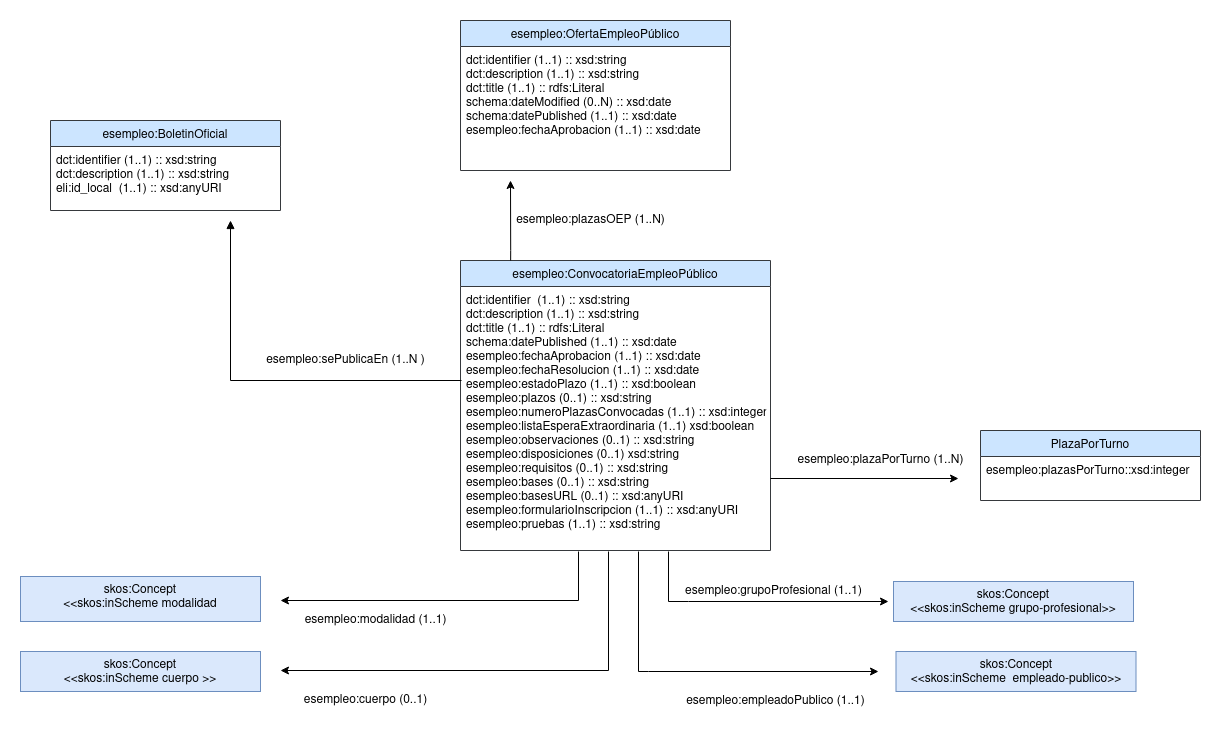 esempleo:OfertaEmpleoPúblico
dct:identifier (1..1) :: xsd:string
dct:description (1..1) :: xsd:string
dct:title (1..1) :: rdfs:Literal
schema:dateModified (0..N) :: xsd:date
schema:datePublished (1..1) :: xsd:date
esempleo:fechaAprobacion (1..1) :: xsd:date
esempleo:BoletinOficial
dct:identifier (1..1) :: xsd:string
dct:description (1..1) :: xsd:string
eli:id_local  (1..1) :: xsd:anyURI
esempleo:plazasOEP (1..N)
esempleo:ConvocatoriaEmpleoPúblico
dct:identifier  (1..1) :: xsd:string
dct:description (1..1) :: xsd:string
dct:title (1..1) :: rdfs:Literal
schema:datePublished (1..1) :: xsd:date
esempleo:fechaAprobacion (1..1) :: xsd:date
esempleo:fechaResolucion (1..1) :: xsd:date
esempleo:estadoPlazo (1..1) :: xsd:boolean
esempleo:plazos (0..1) :: xsd:string
esempleo:numeroPlazasConvocadas (1..1) :: xsd:integer
esempleo:listaEsperaExtraordinaria (1..1) xsd:boolean
esempleo:observaciones (0..1) :: xsd:string
esempleo:disposiciones (0..1) xsd:string
esempleo:requisitos (0..1) :: xsd:string
esempleo:bases (0..1) :: xsd:string
esempleo:basesURL (0..1) :: xsd:anyURI
esempleo:formularioInscripcion (1..1) :: xsd:anyURI
esempleo:pruebas (1..1) :: xsd:string
esempleo:sePublicaEn (1..N )
esempleo:plazaPorTurno (1..N)
PlazaPorTurno
esempleo:plazasPorTurno::xsd:integer
skos:Concept
<<skos:inScheme modalidad
esempleo:modalidad (1..1)
esempleo:grupoProfesional (1..1)
skos:Concept
<<skos:inScheme grupo-profesional>>
skos:Concept
<<skos:inScheme cuerpo >>
esempleo:cuerpo (0..1)
esempleo:empleadoPublico (1..1)
skos:Concept
<<skos:inScheme  empleado-publico>>